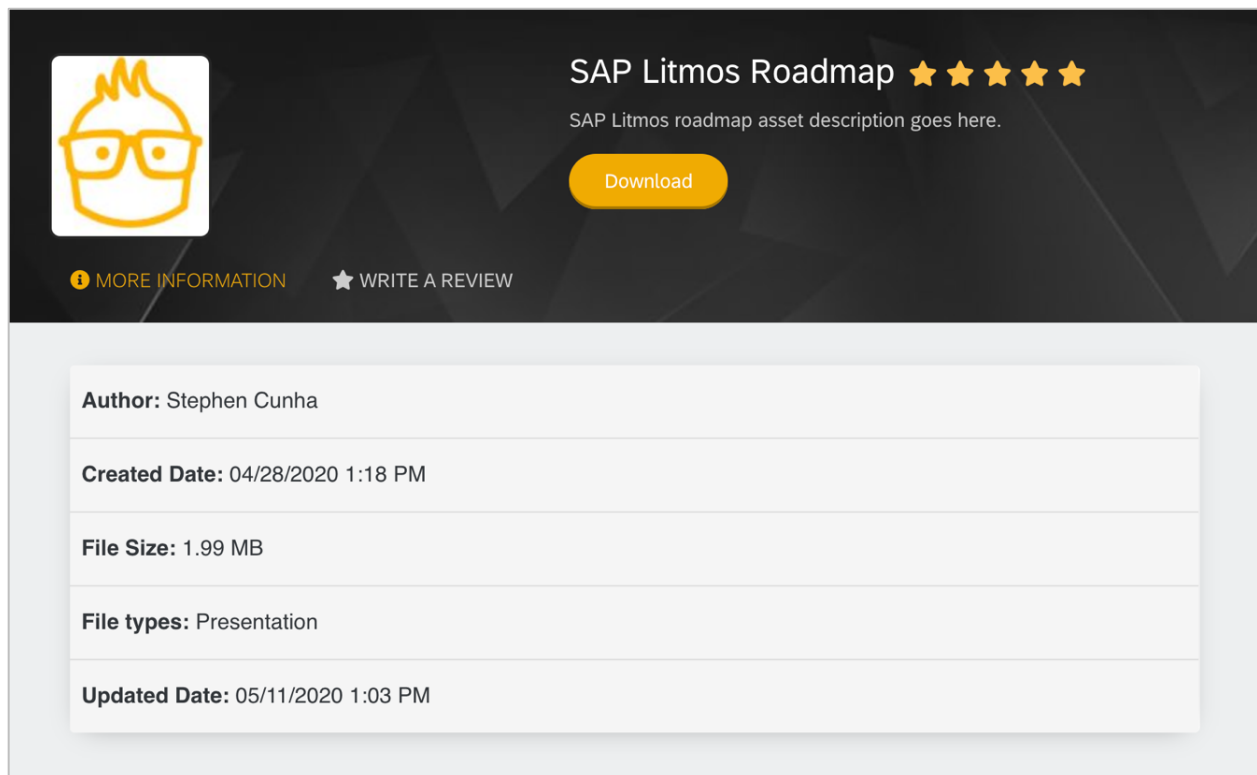 SAP Litmos Roadmap
SAP Litmos roadmap asset description goes here.
Download
MORE INFORMATION
WRITE A REVIEW
Author: Stephen Cunha
Created Date: 04/28/2020 1:18 PM
File Size: 1.99 MB
File types: Presentation
Updated Date: 05/11/2020 1:03 PM